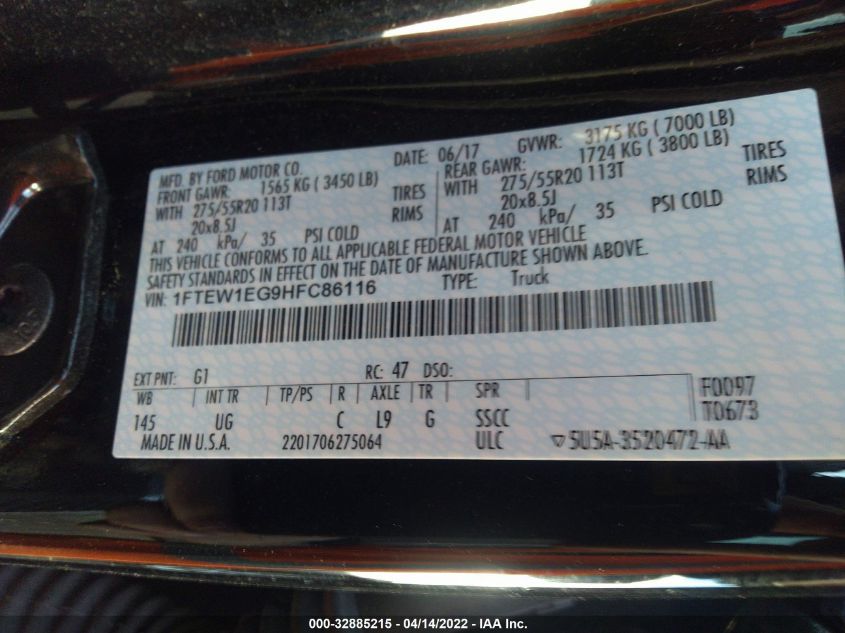 MFD. BY FORD MOTOR CO. DATE: 06/17 GVWR: 3175 KG ( 7000 LB)
FRONT GAWR: 1565 KG ( 3450 LB) REAR GAWR: 1724 KG ( 3800 LB)
WITH 275/55R20 113T TIRES WITH 275/55R20 113T TIRES
20x8.5J RIMS 20x8.5J RIMS
AT 240 kPa/ 35 PSI COLD AT 240 kPa/ 35 PSI COLD
THIS VEHICLE CONFORMS TO ALL APPLICABLE FEDERAL MOTOR VEHICLE
SAFETY STANDARDS IN EFFECT ON THE DATE OF MANUFACTURE SHOWN ABOVE.
VIN: 1FTEW1EG9HFC86116 TYPE: Truck
EXT PNT: G1 RC: 47 DSO:
WB INT TR TP/PS R AXLE TR SPR F0097
145 UG C L9 G SSCC T0673
MADE IN U.S.A. 2201706275064 ULC ▽5U5A-3520472-AA
000-32885215 - 04/14/2022 - IAA Inc.